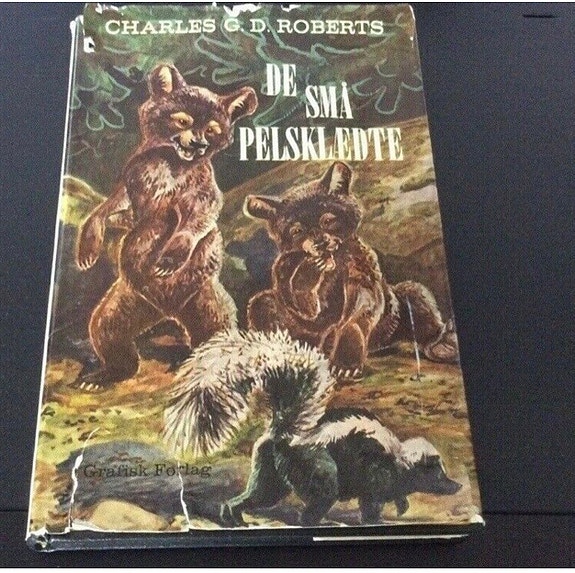 CHARLES G. D. ROBERTS
DE
SMÅ
PELSKLÆDTE
Grafisk Forlag